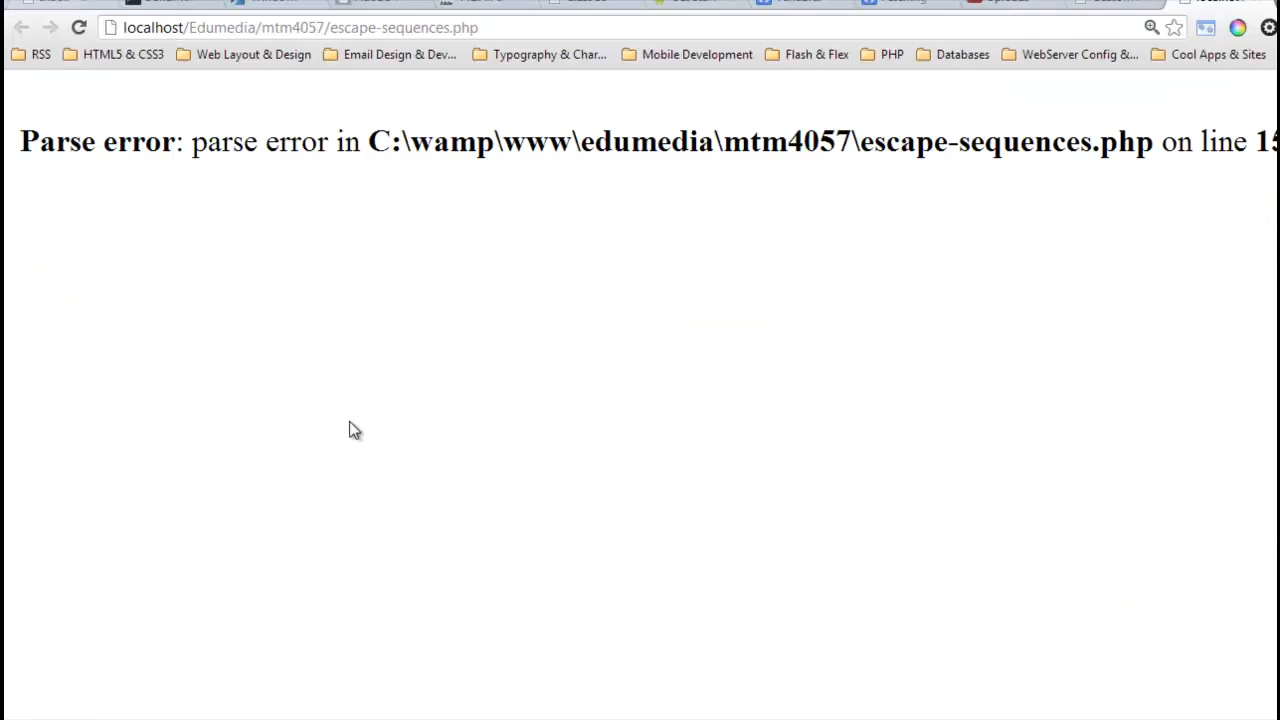 localhost/Edumedia/mtm4057/escape-sequences.php
RSS HTML5 & CSS3 Web Layout & Design Email Design & Dev... Typography & Char... Mobile Development Flash & Flex PHP Databases WebServer Config &... Cool Apps & Sites
Parse error: parse error in C:\wamp\www\edumedia\mtm4057\escape-sequences.php on line 15